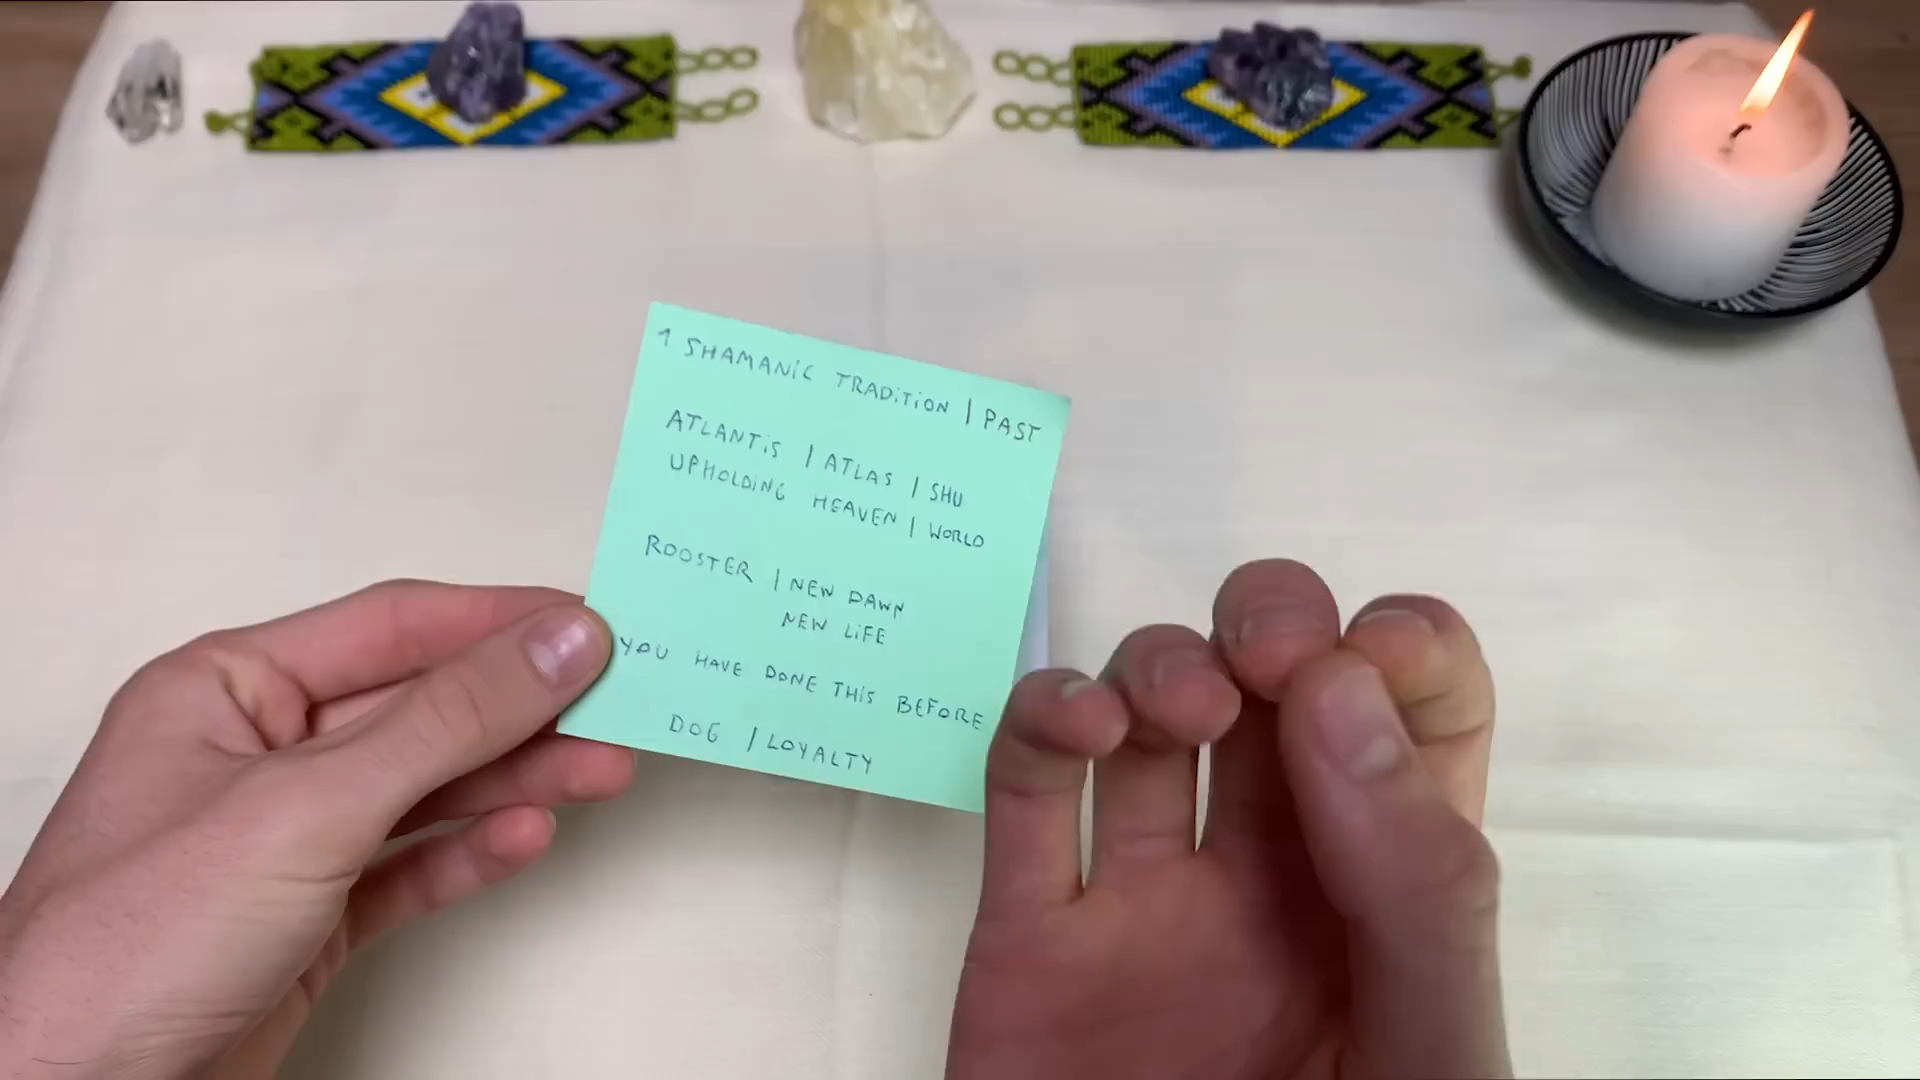 1 SHAMANiC TRADiTiON | PAST
ATLANTiS | ATLAS | SHU
UPHOLDiNG HEAVEN | WORLD
ROOSTER | NEW DAWN
NEW LiFE
YOU HAVE DONE THiS BEFORE
DOG | LOYALTY